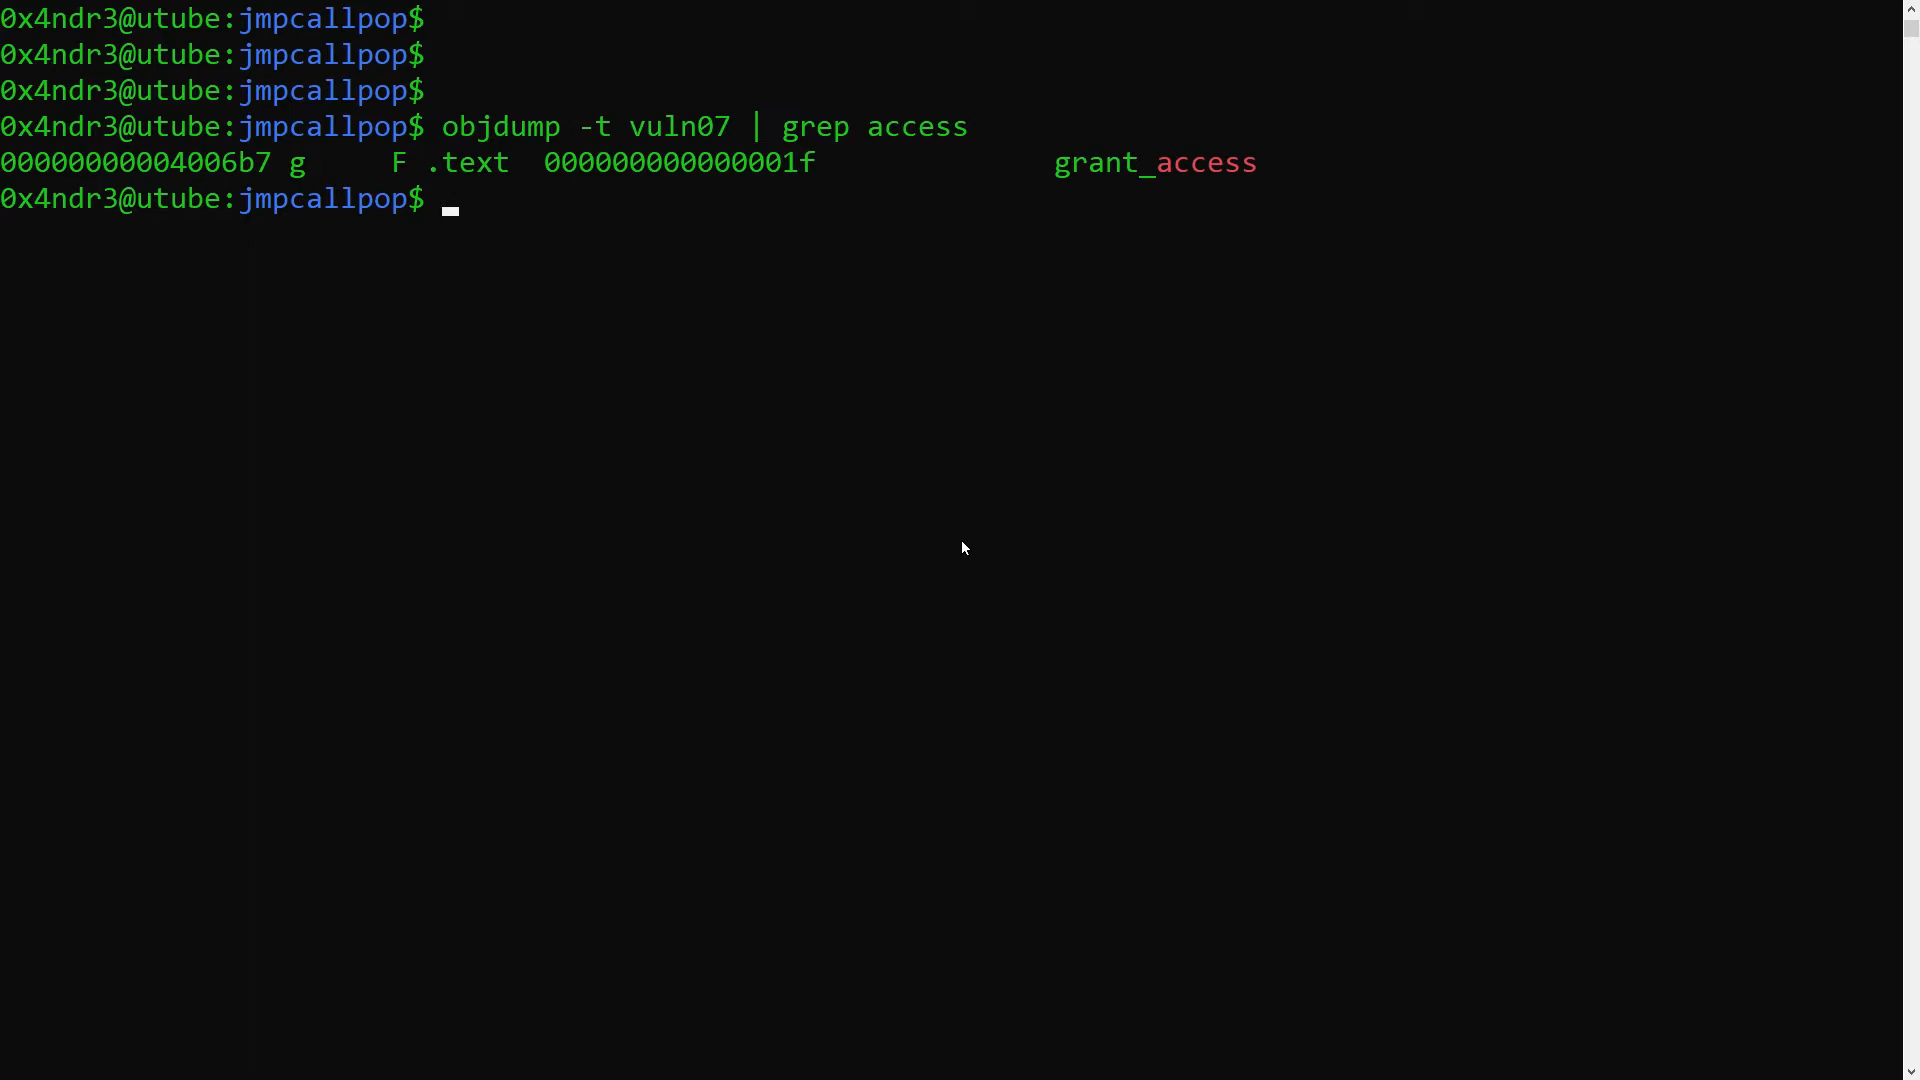 0x4ndr3@utube:jmpcallpop$
0x4ndr3@utube:jmpcallpop$
0x4ndr3@utube:jmpcallpop$
0x4ndr3@utube:jmpcallpop$ objdump -t vuln07 | grep access
00000000004006b7 g     F .text  000000000000001f              grant_access
0x4ndr3@utube:jmpcallpop$